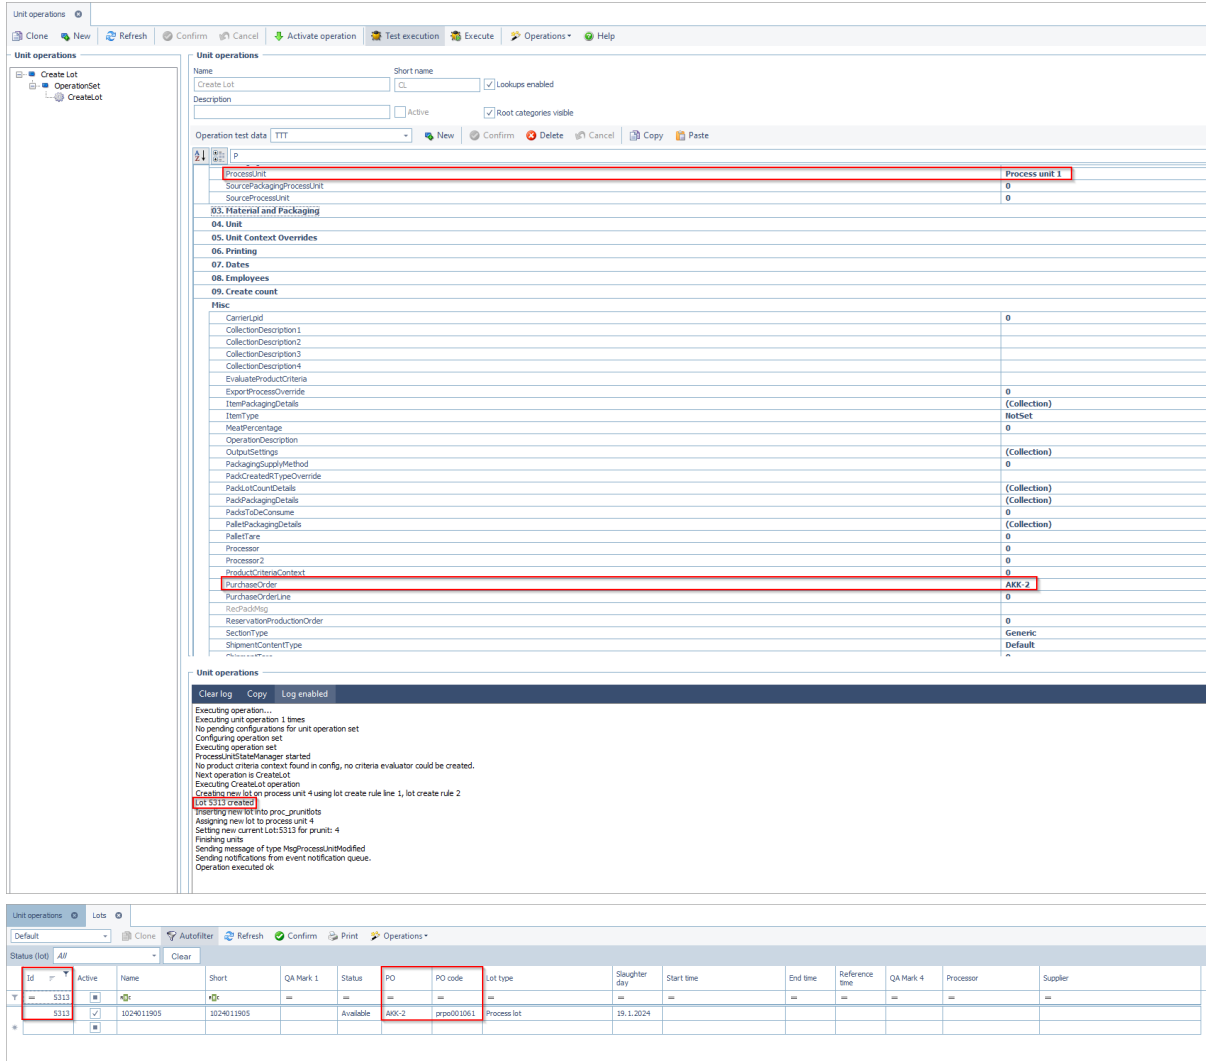 Unit operations
Clone New Refresh Confirm Cancel Activate operation Test execution Execute Operations Help
Unit operations
Create Lot
OperationSet
CreateLot
Unit operations
Name Short name
Create Lot CL Lookups enabled
Description
Active Root categories visible
Operation test data TTT New Confirm Delete Cancel Copy Paste
P
ProcessUnit Process unit 1
SourcePackagingProcessUnit 0
SourceProcessUnit 0
03. Material and Packaging
04. Unit
05. Unit Context Overrides
06. Printing
07. Dates
08. Employees
09. Create count
Misc
CarrierLpid 0
CollectionDescription1
CollectionDescription2
CollectionDescription3
CollectionDescription4
EvaluateProductCriteria
ExportProcessOverride 0
ItemPackagingDetails (Collection)
ItemType NotSet
MeatPercentage 0
OperationDescription
OutputSettings (Collection)
PackagingSupplyMethod 0
PackCreatedRTypeOverride
PackLotCountDetails (Collection)
PackPackagingDetails (Collection)
PacksToDeConsume 0
PalletPackagingDetails (Collection)
PalletTare 0
Processor 0
Processor2 0
ProductCriteriaContext 0
PurchaseOrder AKK-2
PurchaseOrderLine 0
RecPackMsg
ReservationProductionOrder 0
SectionType Generic
ShipmentContentType Default
Unit operations
Clear log Copy Log enabled
Executing operation...
Executing unit operation 1 times
No pending configurations for unit operation set
Configuring operation set
Executing operation set
ProcessUnitStateManager started
No product criteria context found in config, no criteria evaluator could be created.
Next operation is CreateLot
Executing CreateLot operation
Creating new lot on process unit 4 using lot create rule line 1, lot create rule 2
Lot 5313 created
Inserting new lot into proc_prunitlots
Assigning new lot to process unit 4
Setting new current Lot:5313 for prunit: 4
Finishing units
Sending message of type MsgProcessUnitModified
Sending notifications from event notification queue.
Operation executed ok
Unit operations Lots
Default Clone Autofilter Refresh Confirm Print Operations
Status (lot) All Clear
Id Active Name Short QA Mark 1 Status PO PO code Lot type Slaughter day Start time End time Reference time QA Mark 4 Processor Supplier
= 5313 = = = = = = = = = = =
5313 1024011905 1024011905 Available AKK-2 prpo001061 Process lot 19.1.2024